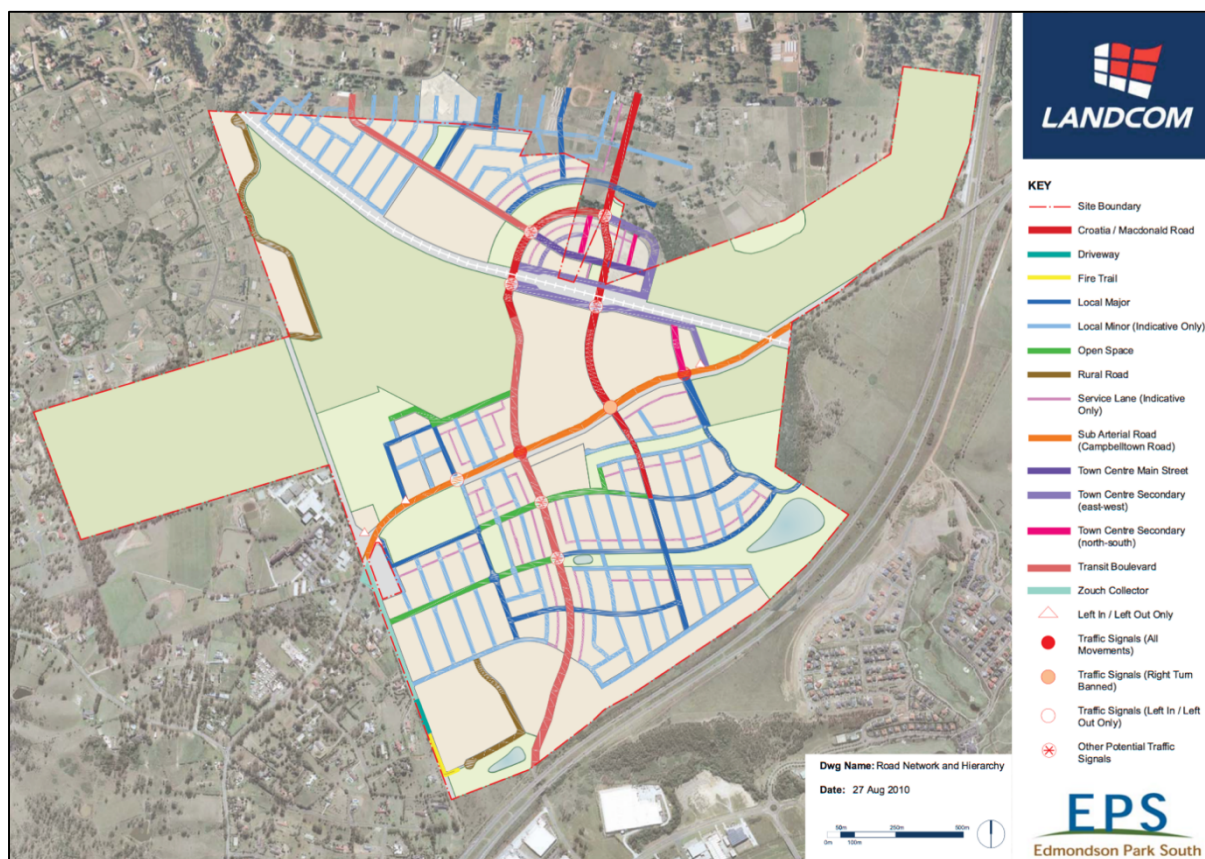 LANDCOM
KEY
Site Boundary
Croatia / Macdonald Road
Driveway
Fire Trail
Local Major
Local Minor (Indicative Only)
Open Space
Rural Road
Service Lane (Indicative
Only)
Sub Arterial Road
(Campbelltown Road)
Town Centre Main Street
Town Centre Secondary
(east-west)
Town Centre Secondary
(north-south)
Transit Boulevard
Zouch Collector
Left In / Left Out Only
Traffic Signals (All
Movements)
Traffic Signals (Right Turn
Banned)
Traffic Signals (Left In / Left
Out Only)
Other Potential Traffic
Signals
Dwg Name: Road Network and Hierarchy
Date: 27 Aug 2010
50m 250m 500m
0m 100m
EPS
Edmondson Park South